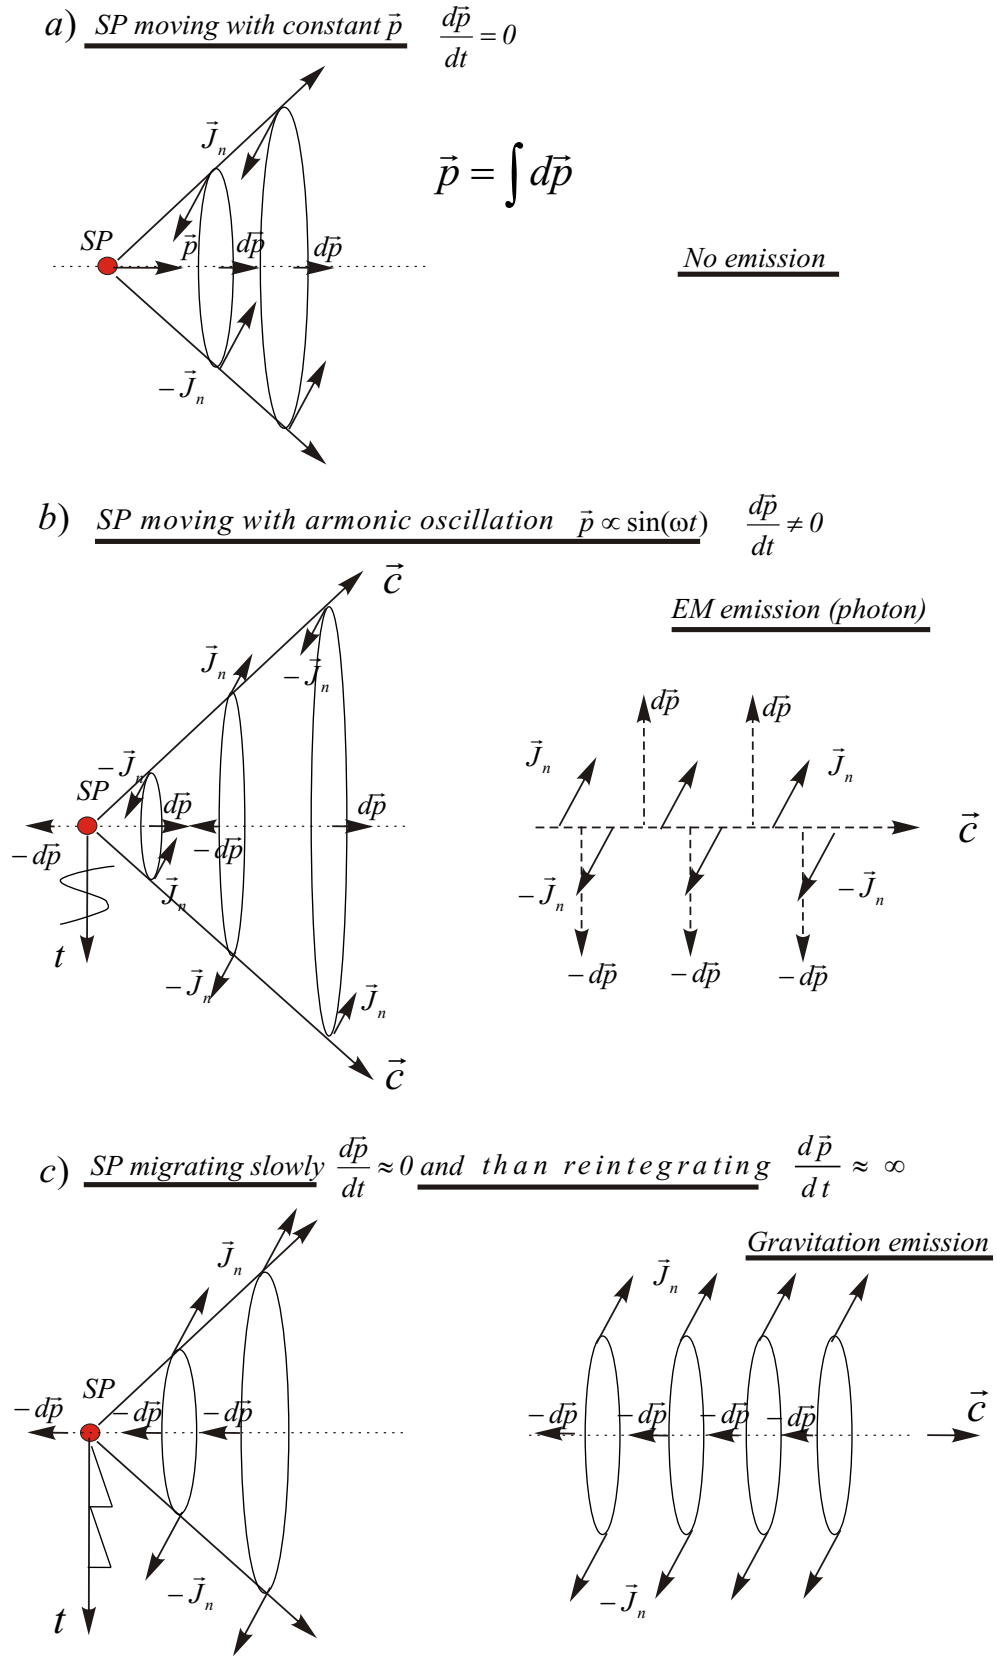 a) SP moving with constant p⃗ dp⃗/dt = 0
J⃗n
p⃗ = ∫ dp⃗
SP
p⃗ dp⃗ dp⃗
No emission
− J⃗n
b) SP moving with armonic oscillation p⃗ ∝ sin(ωt) dp⃗/dt ≠ 0
c⃗
EM emission (photon)
J⃗n
− J⃗n
dp⃗ dp⃗
J⃗n J⃗n
− J⃗n
SP
dp⃗ dp⃗
− dp⃗ − dp⃗
c⃗
J⃗n
− J⃗n − J⃗n
t
− J⃗n
− dp⃗ − dp⃗ − dp⃗
J⃗n
c⃗
c) SP migrating slowly dp⃗/dt ≈ 0 and than reintegrating dp⃗/dt ≈ ∞
Gravitation emission
J⃗n
J⃗n
SP
− dp⃗ − dp⃗ − dp⃗
− dp⃗ − dp⃗ − dp⃗ − dp⃗
c⃗
− J⃗n
− J⃗n
t